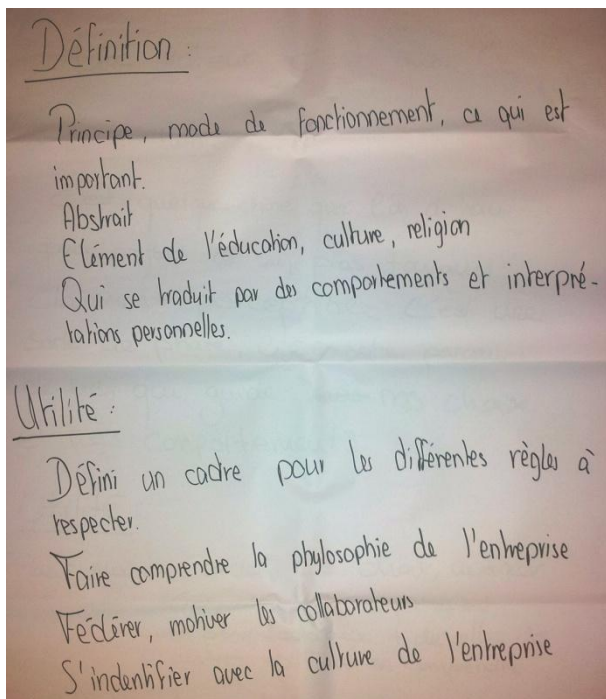 Définition :
Principe, mode de fonctionnement, ce qui est
important.
Abstrait
Elément de l'éducation, culture, religion
Qui se traduit par des comportements et interpré-
tations personnelles.
Utilité :
Défini un cadre pour les différentes règles à
respecter.
Faire comprendre la phylosophie de l'entreprise
Fédérer, motiver les collaborateurs
S'indentifier avec la culture de l'entreprise